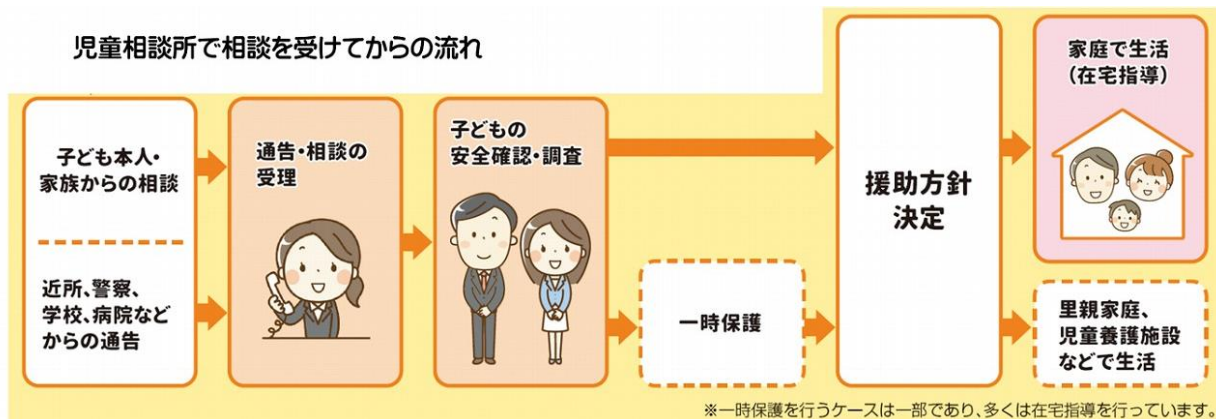 児童相談所で相談を受けてからの流れ
子ども本人・
家族からの相談
近所、警察、
学校、病院など
からの通告
通告・相談の
受理
子どもの
安全確認・調査
一時保護
援助方針
決定
家庭で生活
(在宅指導)
里親家庭、
児童養護施設
などで生活
※一時保護を行うケースは一部であり、多くは在宅指導を行っています。